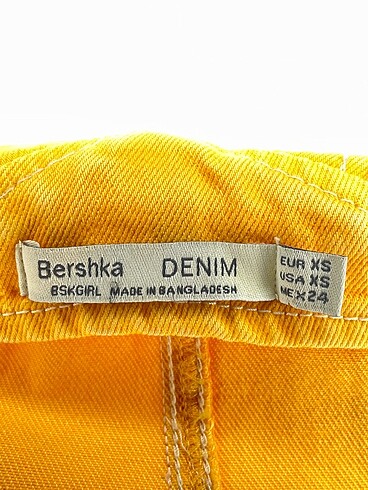 Bershka DENIM
BSKGIRL MADE IN BANGLADESH
EUR XS
USA XS
MEX 24